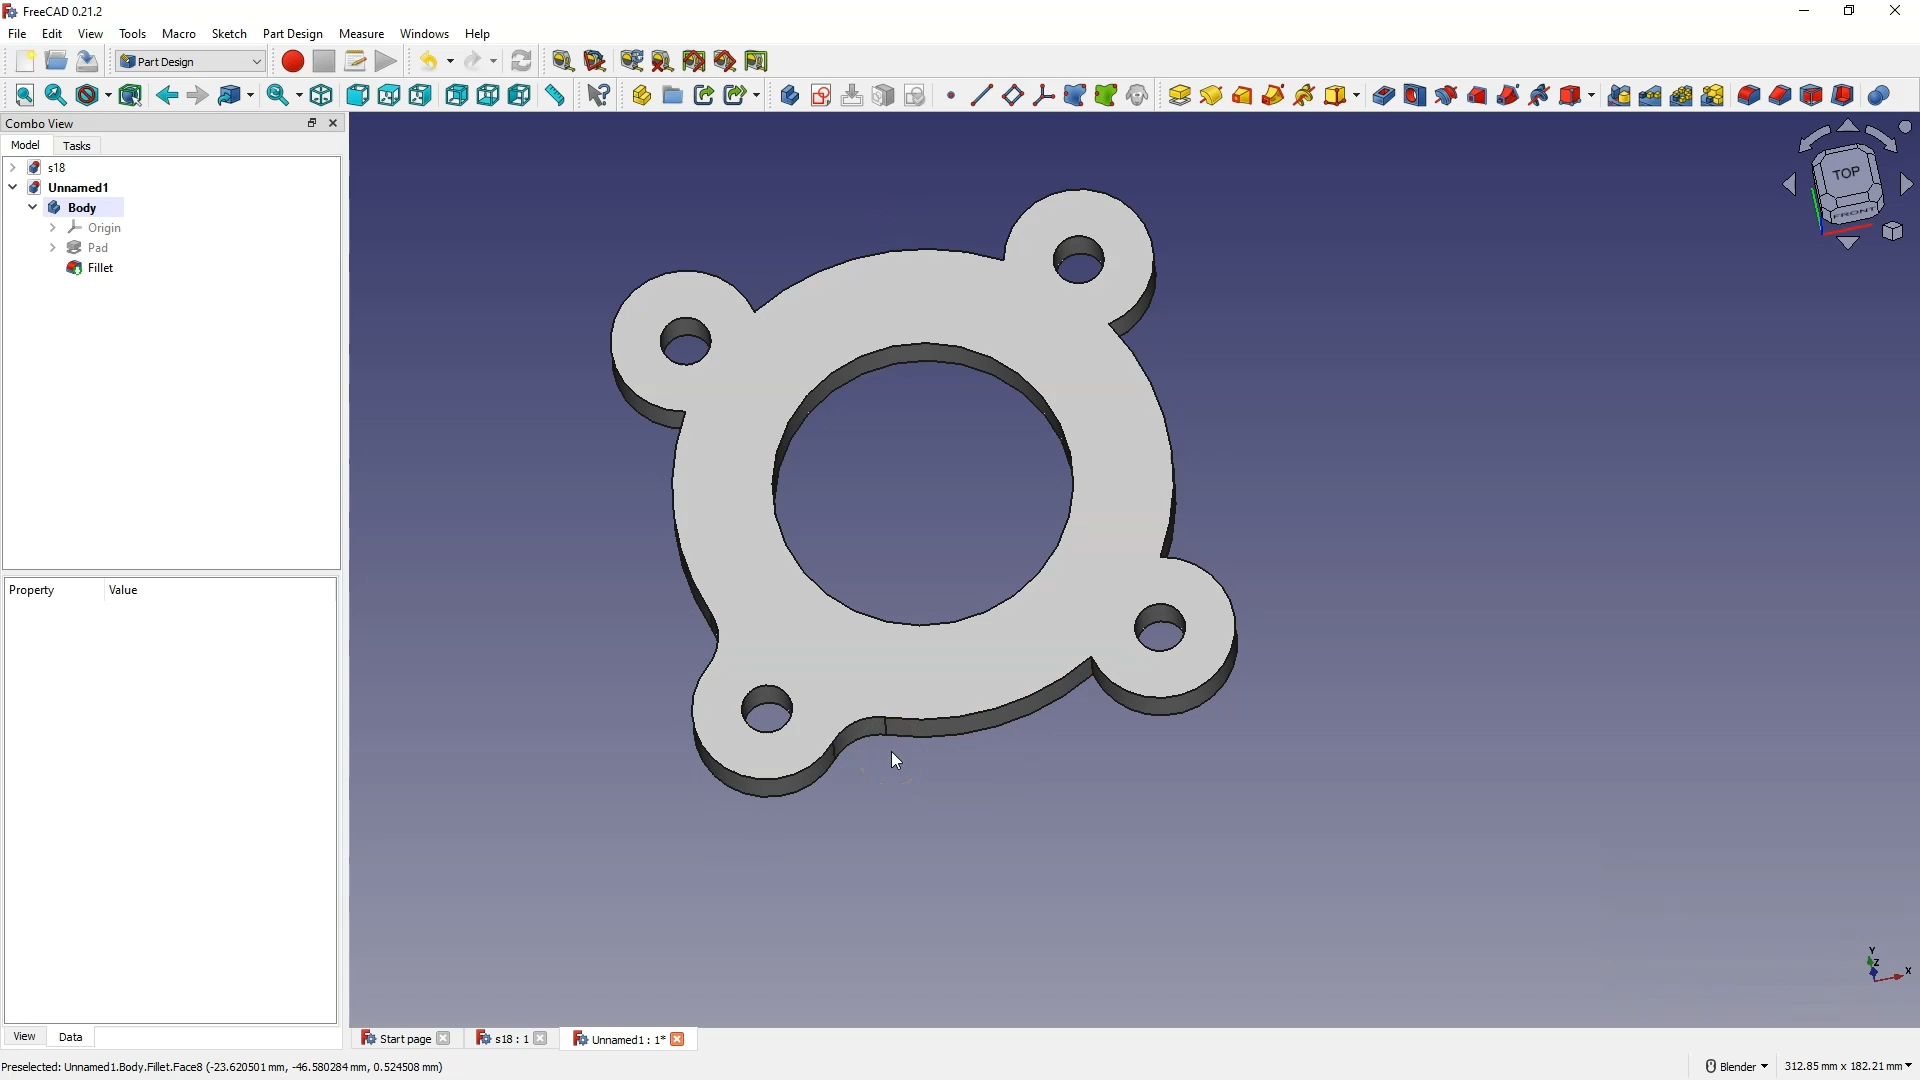 FreeCAD 0.21.2
File Edit View Tools Macro Sketch Part Design Measure Windows Help
Part Design
Combo View
Model Tasks
s18
Unnamed1
Body
Origin
Pad
Fillet
TOP
FRONT
Property Value
Y
Z
X
View Data
Start page s18 : 1 Unnamed1 : 1*
Preselected: Unnamed1.Body.Fillet.Face8 (-23.620501 mm, -46.580284 mm, 0.524508 mm)
Blender 312.85 mm x 182.21 mm